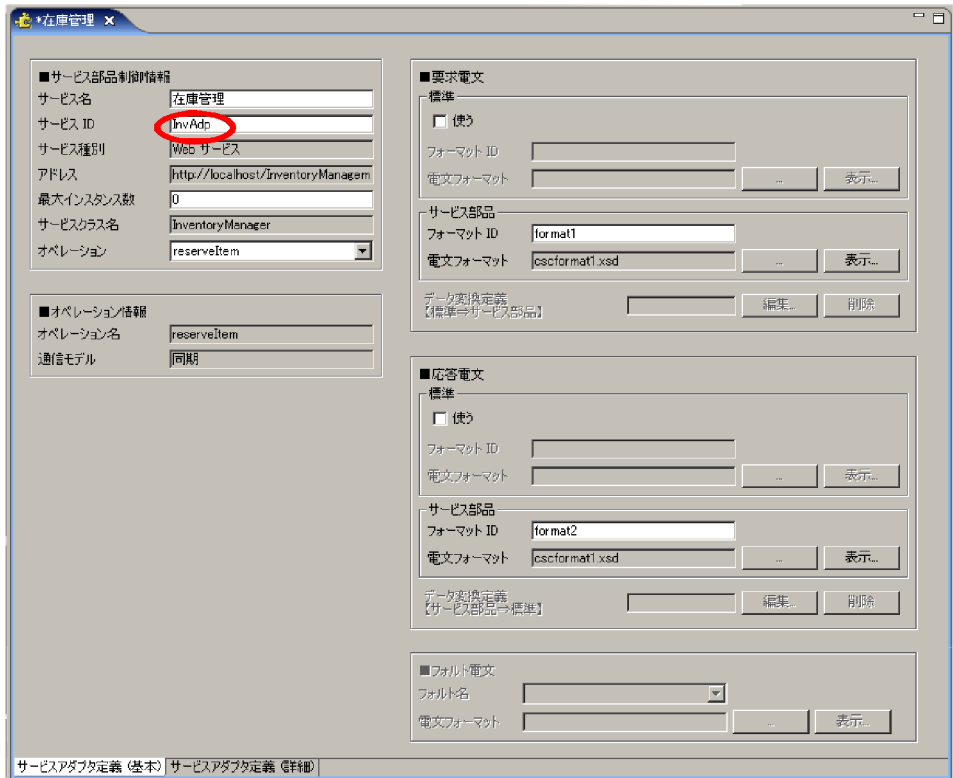 *在庫管理
■サービス部品制御情報
サービス名 在庫管理
サービス ID InvAdp
サービス種別 Web サービス
アドレス http://localhost/InventoryManagem
最大インスタンス数 0
サービスクラス名 InventoryManager
オペレーション reserveItem
■オペレーション情報
オペレーション名 reserveItem
通信モデル 同期
■要求電文
標準
使う
フォーマット ID
電文フォーマット ... 表示...
サービス部品
フォーマット ID format1
電文フォーマット cscformat1.xsd ... 表示...
データ変換定義
【標準⇒サービス部品】 編集... 削除
■応答電文
標準
使う
フォーマット ID
電文フォーマット ... 表示...
サービス部品
フォーマット ID format2
電文フォーマット cscformat1.xsd ... 表示...
データ変換定義
【サービス部品⇒標準】 編集... 削除
■フォルト電文
フォルト名
電文フォーマット ... 表示...
サービスアダプタ定義 (基本) サービスアダプタ定義 (詳細)